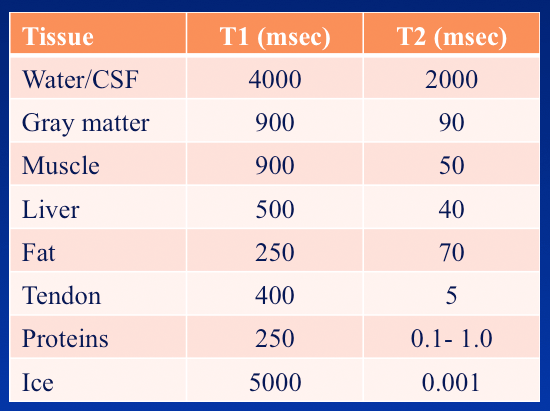 Tissue T1 (msec) T2 (msec)
Water/CSF 4000 2000
Gray matter 900 90
Muscle 900 50
Liver 500 40
Fat 250 70
Tendon 400 5
Proteins 250 0.1- 1.0
Ice 5000 0.001